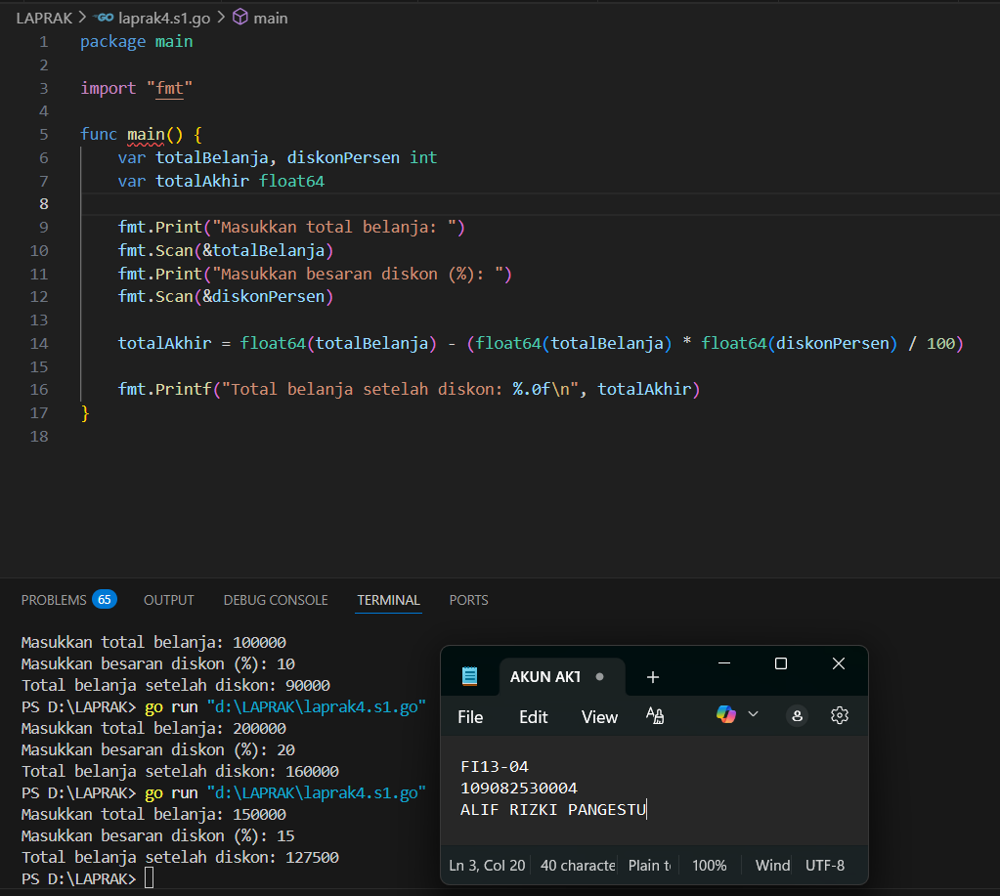 LAPRAK > GO laprak4.s1.go > main
1 package main
2
3 import "fmt"
4
5 func main() {
6 var totalBelanja, diskonPersen int
7 var totalAkhir float64
8
9 fmt.Print("Masukkan total belanja: ")
10 fmt.Scan(&totalBelanja)
11 fmt.Print("Masukkan besaran diskon (%): ")
12 fmt.Scan(&diskonPersen)
13
14 totalAkhir = float64(totalBelanja) - (float64(totalBelanja) * float64(diskonPersen) / 100)
15
16 fmt.Printf("Total belanja setelah diskon: %.0f\n", totalAkhir)
17 }
18
PROBLEMS 65 OUTPUT DEBUG CONSOLE TERMINAL PORTS
Masukkan total belanja: 100000
Masukkan besaran diskon (%): 10
Total belanja setelah diskon: 90000
PS D:\LAPRAK> go run "d:\LAPRAK\laprak4.s1.go"
Masukkan total belanja: 200000
Masukkan besaran diskon (%): 20
Total belanja setelah diskon: 160000
PS D:\LAPRAK> go run "d:\LAPRAK\laprak4.s1.go"
Masukkan total belanja: 150000
Masukkan besaran diskon (%): 15
Total belanja setelah diskon: 127500
PS D:\LAPRAK>
AKUN AKT
File Edit View
FI13-04
109082530004
ALIF RIZKI PANGESTU
Ln 3, Col 20 40 characte Plain t 100% Wind UTF-8